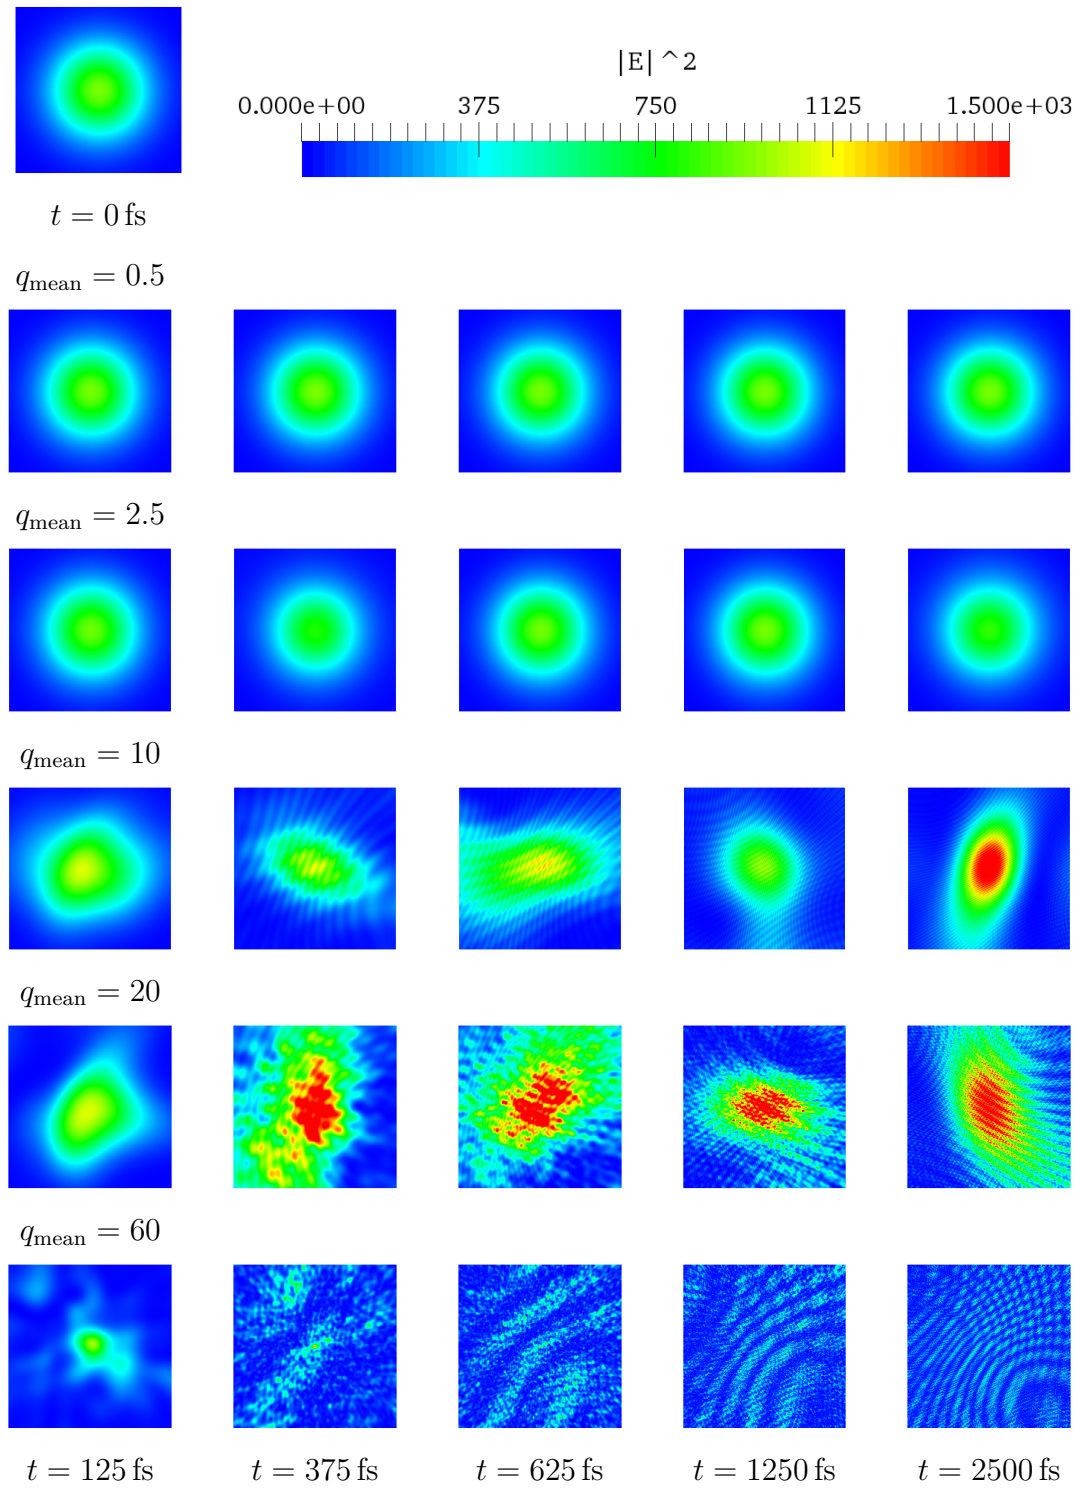 |E|^2
0.000e+00 375 750 1125 1.500e+03
t = 0 fs
q_mean = 0.5
q_mean = 2.5
q_mean = 10
q_mean = 20
q_mean = 60
t = 125 fs t = 375 fs t = 625 fs t = 1250 fs t = 2500 fs